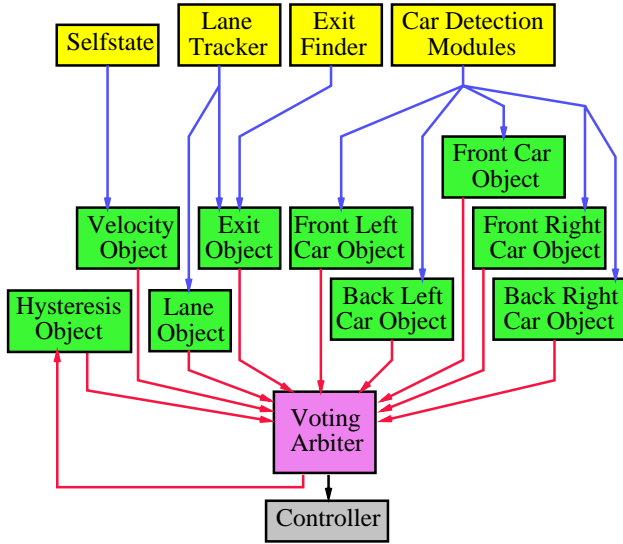 Selfstate
Lane
Tracker
Exit
Finder
Car Detection
Modules
Front Car
Object
Velocity
Object
Exit
Object
Front Left
Car Object
Front Right
Car Object
Hysteresis
Object
Lane
Object
Back Left
Car Object
Back Right
Car Object
Voting
Arbiter
Controller